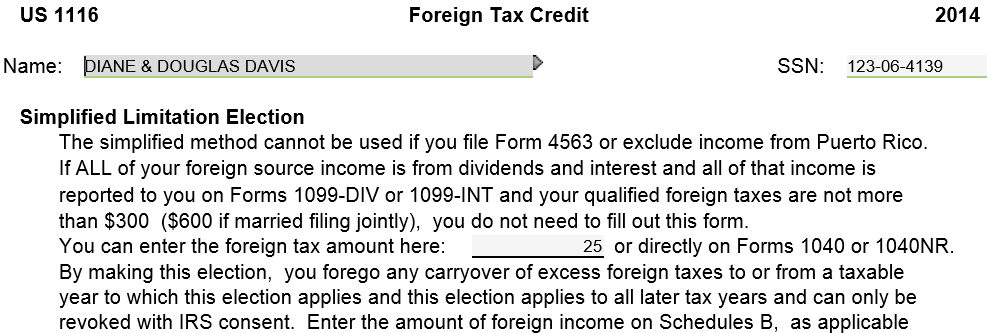 US 1116 Foreign Tax Credit 2014
Name: DIANE & DOUGLAS DAVIS SSN: 123-06-4139
Simplified Limitation Election
The simplified method cannot be used if you file Form 4563 or exclude income from Puerto Rico.
If ALL of your foreign source income is from dividends and interest and all of that income is
reported to you on Forms 1099-DIV or 1099-INT and your qualified foreign taxes are not more
than $300 ($600 if married filing jointly), you do not need to fill out this form.
You can enter the foreign tax amount here: 25 or directly on Forms 1040 or 1040NR.
By making this election, you forego any carryover of excess foreign taxes to or from a taxable
year to which this election applies and this election applies to all later tax years and can only be
revoked with IRS consent. Enter the amount of foreign income on Schedules B, as applicable